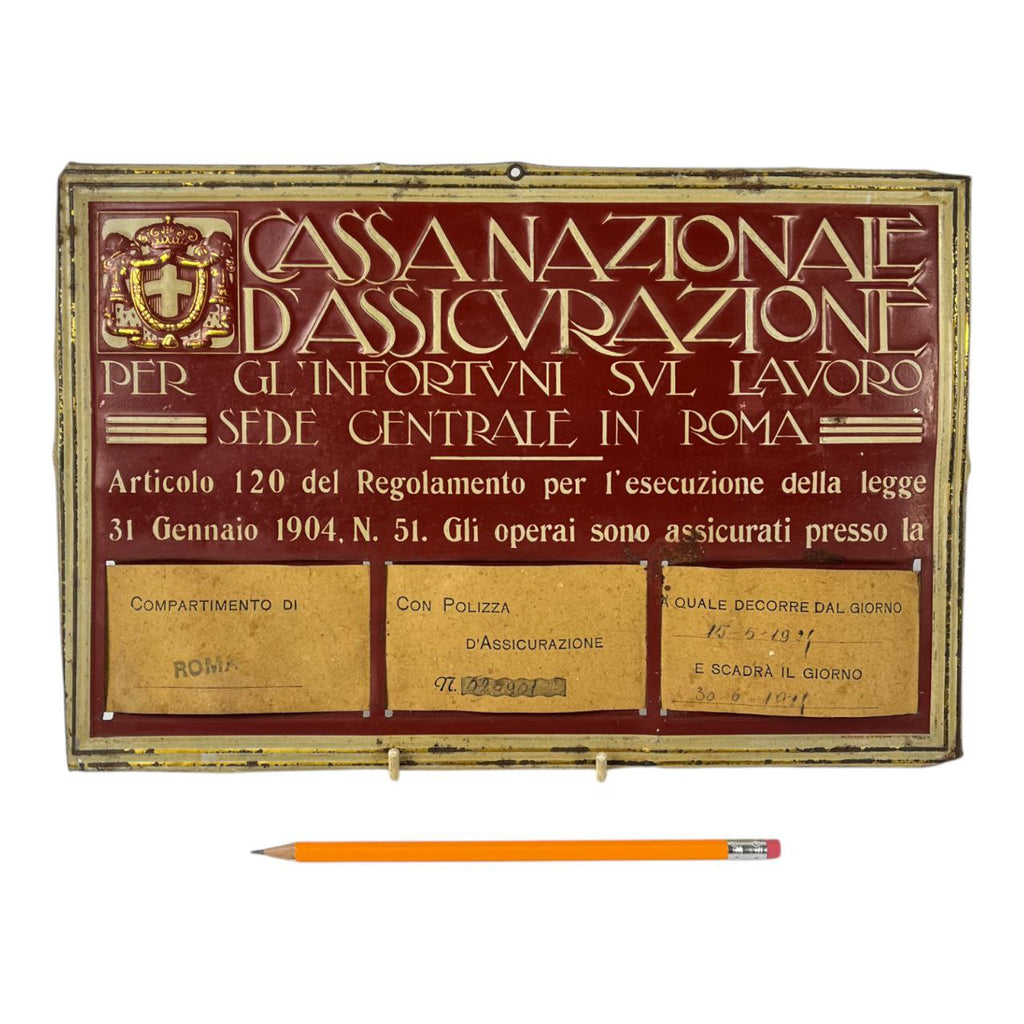 CASSA NAZIONALE
D'ASSICVRAZIONE
PER GL'INFORTVNI SVL LAVORO
SEDE CENTRALE IN ROMA
Articolo 120 del Regolamento per l'esecuzione della legge
31 Gennaio 1904, N. 51. Gli operai sono assicurati presso la
COMPARTIMENTO DI
ROMA
CON POLIZZA
D'ASSICURAZIONE
N.
A QUALE DECORRE DAL GIORNO
E SCADRÀ IL GIORNO